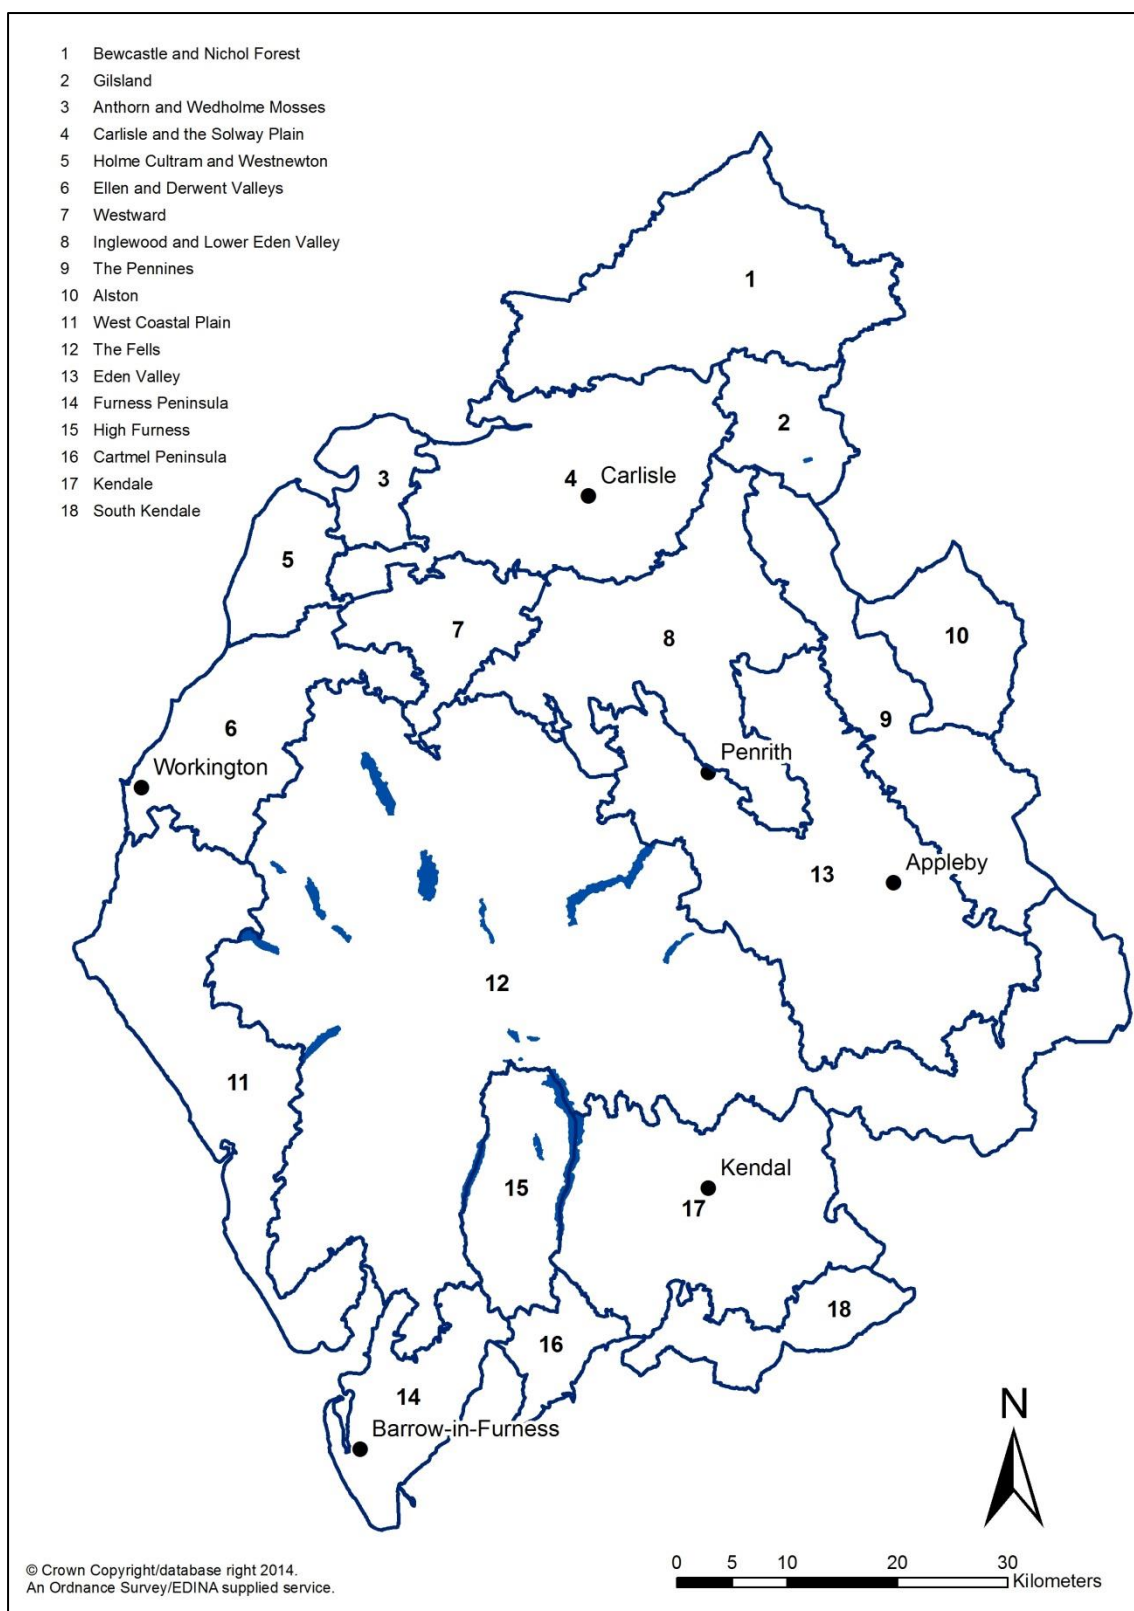 1 Bewcastle and Nichol Forest
2 Gilsland
3 Anthorn and Wedholme Mosses
4 Carlisle and the Solway Plain
5 Holme Cultram and Westnewton
6 Ellen and Derwent Valleys
7 Westward
8 Inglewood and Lower Eden Valley
9 The Pennines
10 Alston
11 West Coastal Plain
12 The Fells
13 Eden Valley
14 Furness Peninsula
15 High Furness
16 Cartmel Peninsula
17 Kendale
18 South Kendale
1
2
3
4 Carlisle
5
7
8
10
9
6
Workington
Penrith
13
Appleby
12
11
Kendal
15
17
18
16
14
Barrow-in-Furness
N
0 5 10 20 30
Kilometers
© Crown Copyright/database right 2014.
An Ordnance Survey/EDINA supplied service.